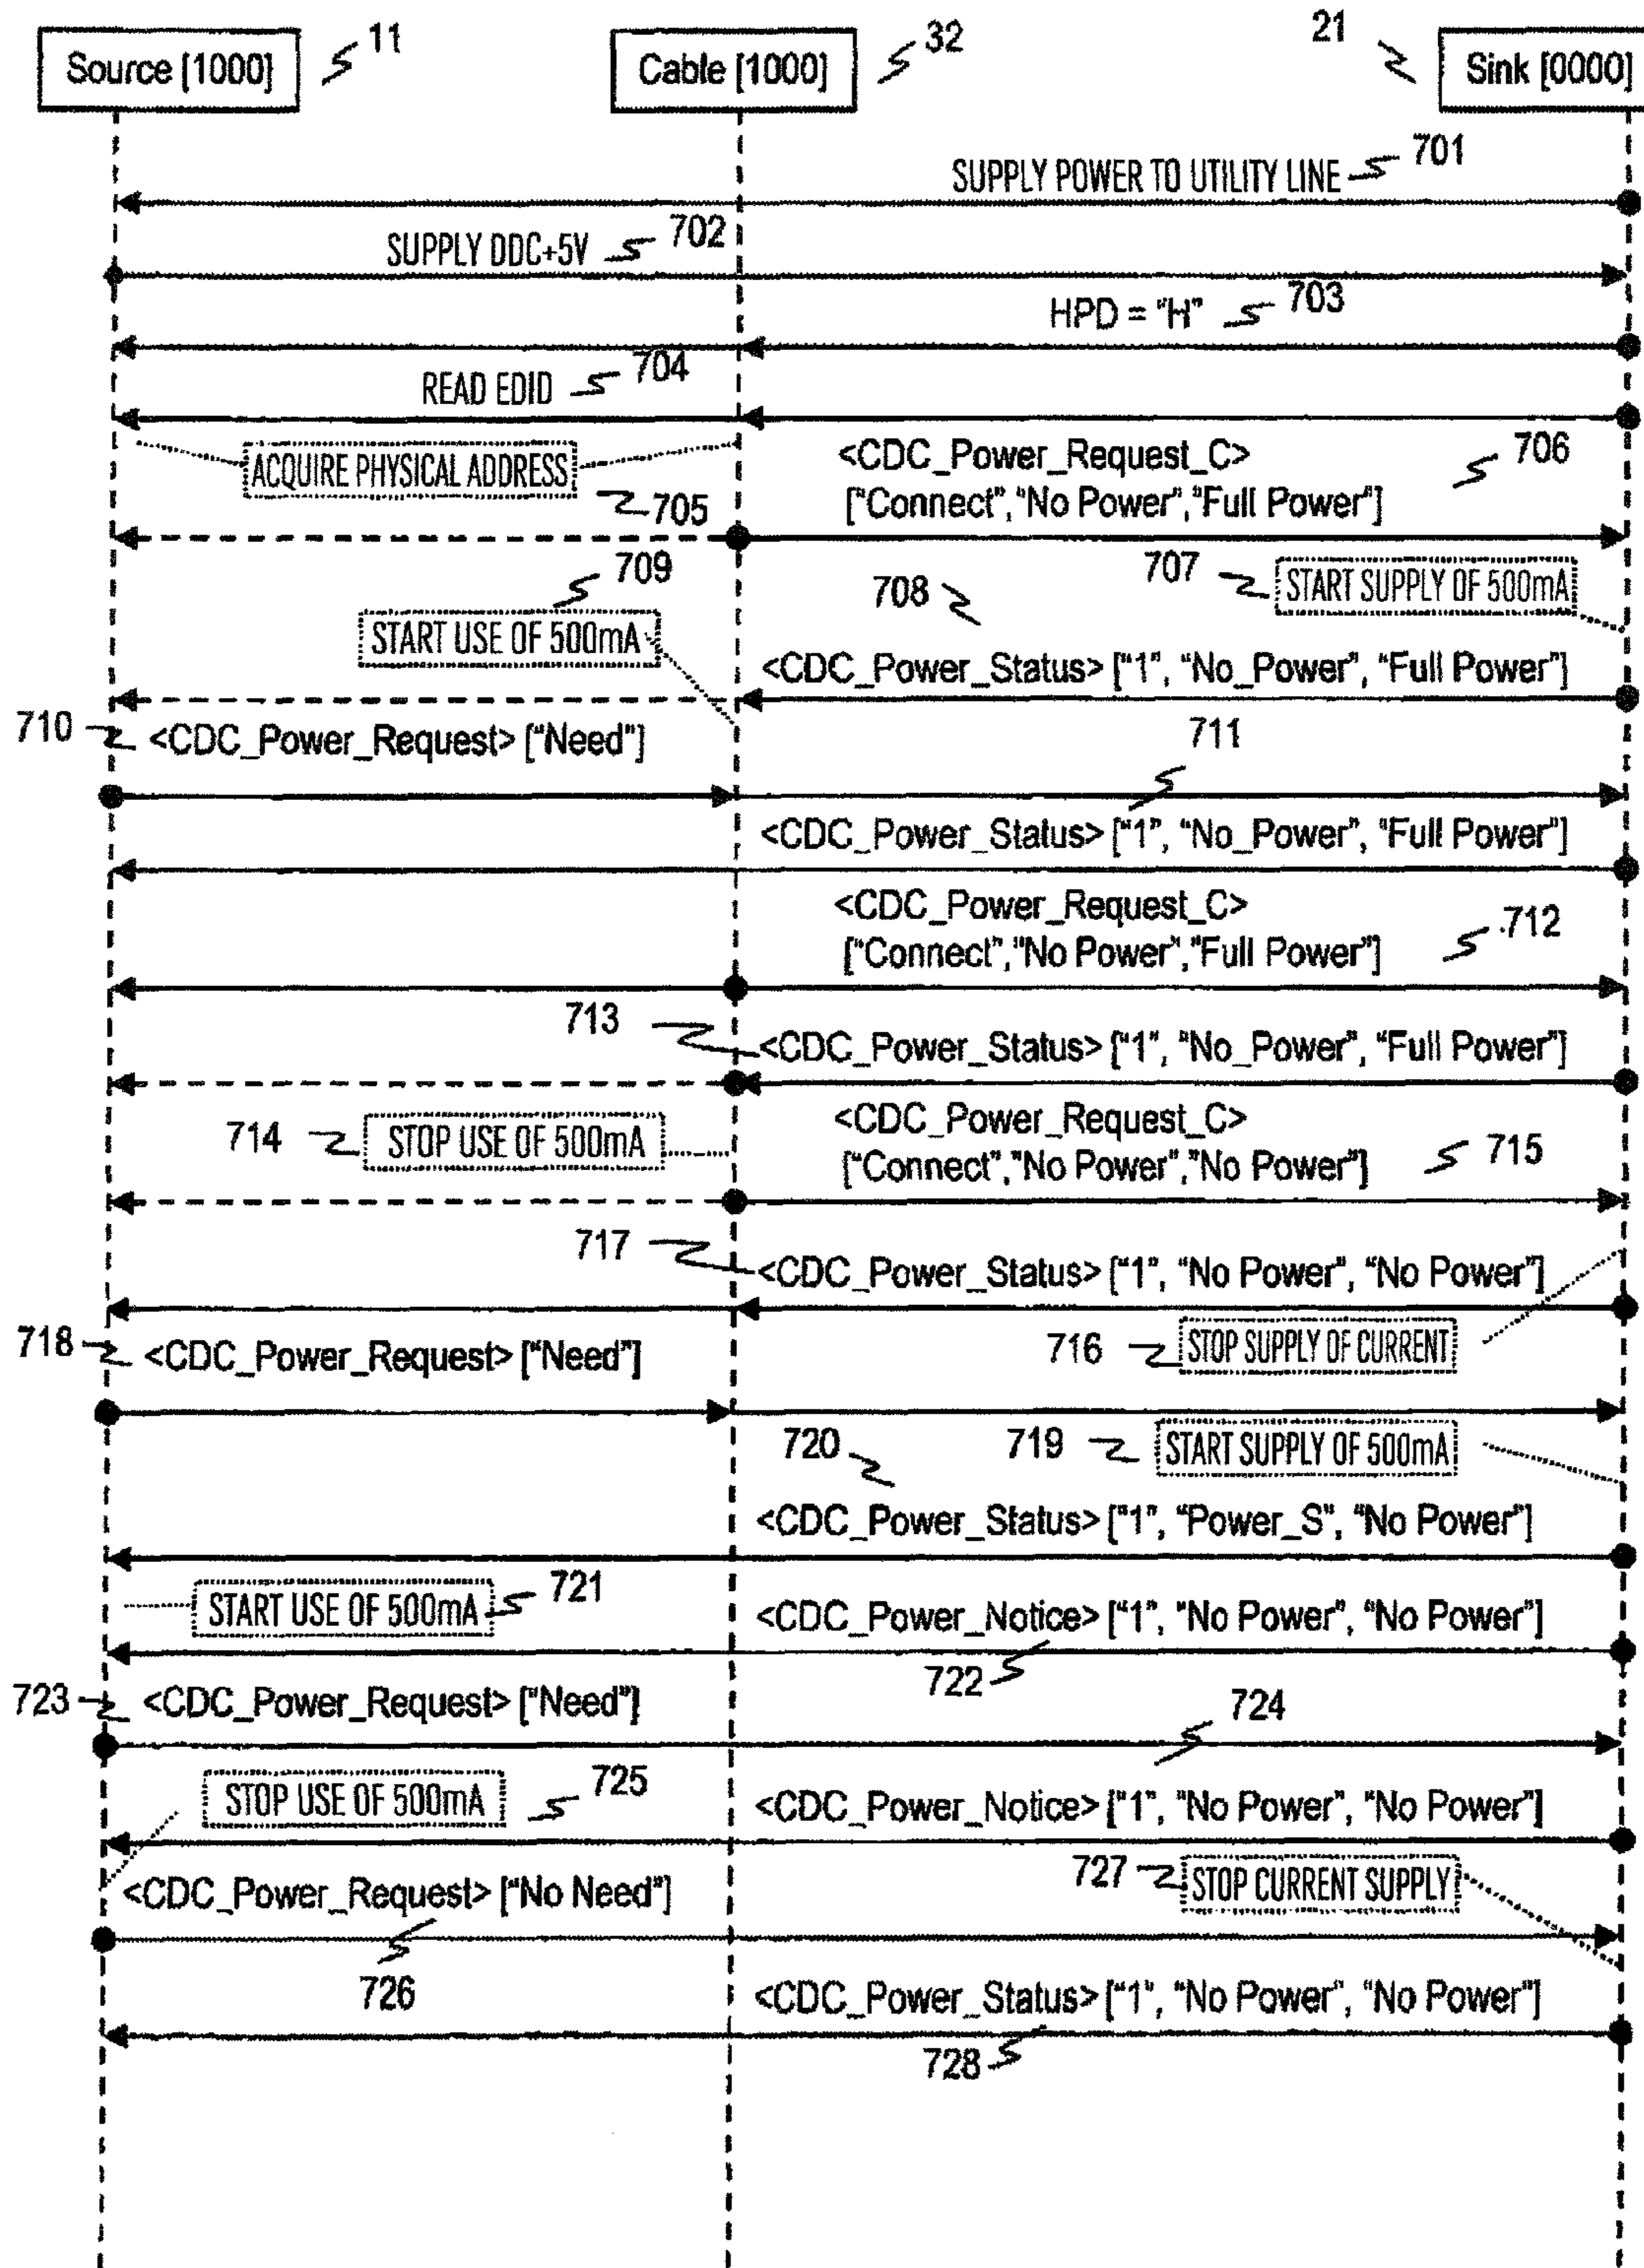 Source [1000]
11
Cable [1000]
32
21
Sink [0000]
SUPPLY POWER TO UTILITY LINE
701
SUPPLY DDC+5V
702
HPD = "H"
703
READ EDID
704
ACQUIRE PHYSICAL ADDRESS
705
<CDC_Power_Request_C>
["Connect","No Power","Full Power"]
706
707
START SUPPLY OF 500mA
708
709
START USE OF 500mA
<CDC_Power_Status> ["1", "No_Power", "Full Power"]
710
<CDC_Power_Request> ["Need"]
711
<CDC_Power_Status> ["1", "No_Power", "Full Power"]
<CDC_Power_Request_C>
["Connect","No Power","Full Power"]
712
713
<CDC_Power_Status> ["1", "No_Power", "Full Power"]
714
STOP USE OF 500mA
<CDC_Power_Request_C>
["Connect","No Power","No Power"]
715
717
<CDC_Power_Status> ["1", "No Power", "No Power"]
716
STOP SUPPLY OF CURRENT
718
<CDC_Power_Request> ["Need"]
719
START SUPPLY OF 500mA
720
<CDC_Power_Status> ["1", "Power_S", "No Power"]
START USE OF 500mA
721
<CDC_Power_Notice> ["1", "No Power", "No Power"]
722
723
<CDC_Power_Request> ["Need"]
724
STOP USE OF 500mA
725
<CDC_Power_Notice> ["1", "No Power", "No Power"]
727
STOP CURRENT SUPPLY
<CDC_Power_Request> ["No Need"]
726
<CDC_Power_Status> ["1", "No Power", "No Power"]
728